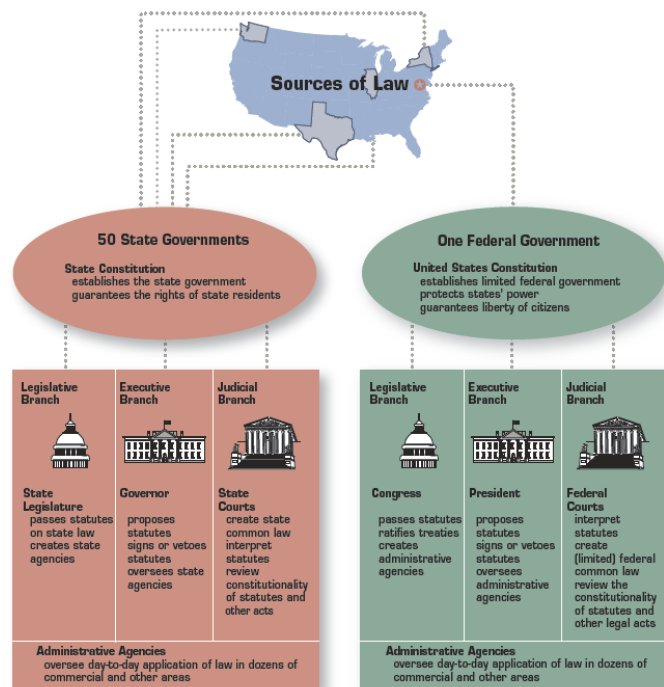 Sources of Law
50 State Governments
State Constitution
establishes the state government
guarantees the rights of state residents
One Federal Government
United States Constitution
establishes limited federal government
protects states' power
guarantees liberty of citizens
Legislative
Branch
State
Legislature
passes statutes
on state law
creates state
agencies
Executive
Branch
Governor
proposes
statutes
signs or vetoes
statutes
oversees state
agencies
Judicial
Branch
State
Courts
create state
common law
interpret
statutes
review
constitutionality
of statutes and
other acts
Administrative Agencies
oversee day-to-day application of law in dozens of
commercial and other areas
Legislative
Branch
Congress
passes statutes
ratifies treaties
creates
administrative
agencies
Executive
Branch
President
proposes
statutes
signs or vetoes
statutes
oversees
administrative
agencies
Judicial
Branch
Federal
Courts
interpret
statutes
create
(limited) federal
common law
review the
constitutionality
of statutes and
other legal acts
Administrative Agencies
oversee day-to-day application of law in dozens of
commercial and other areas